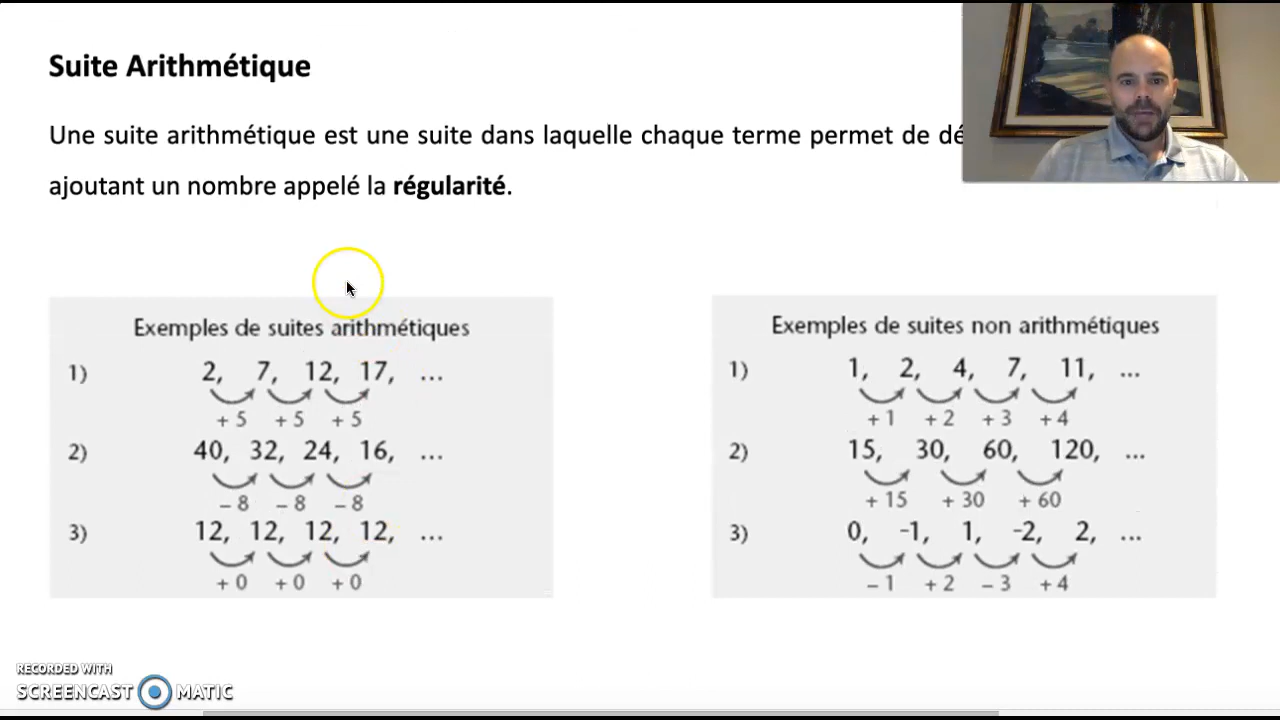 Suite Arithmétique
Une suite arithmétique est une suite dans laquelle chaque terme permet de
ajoutant un nombre appelé la régularité.
Exemples de suites arithmétiques
1) 2, 7, 12, 17, ...
+ 5 + 5 + 5
2) 40, 32, 24, 16, ...
– 8 – 8 – 8
3) 12, 12, 12, 12, ...
+ 0 + 0 + 0
Exemples de suites non arithmétiques
1) 1, 2, 4, 7, 11, ...
+ 1 + 2 + 3 + 4
2) 15, 30, 60, 120, ...
+ 15 + 30 + 60
3) 0, -1, 1, -2, 2, ...
– 1 + 2 – 3 + 4
RECORDED WITH
SCREENCAST MATIC